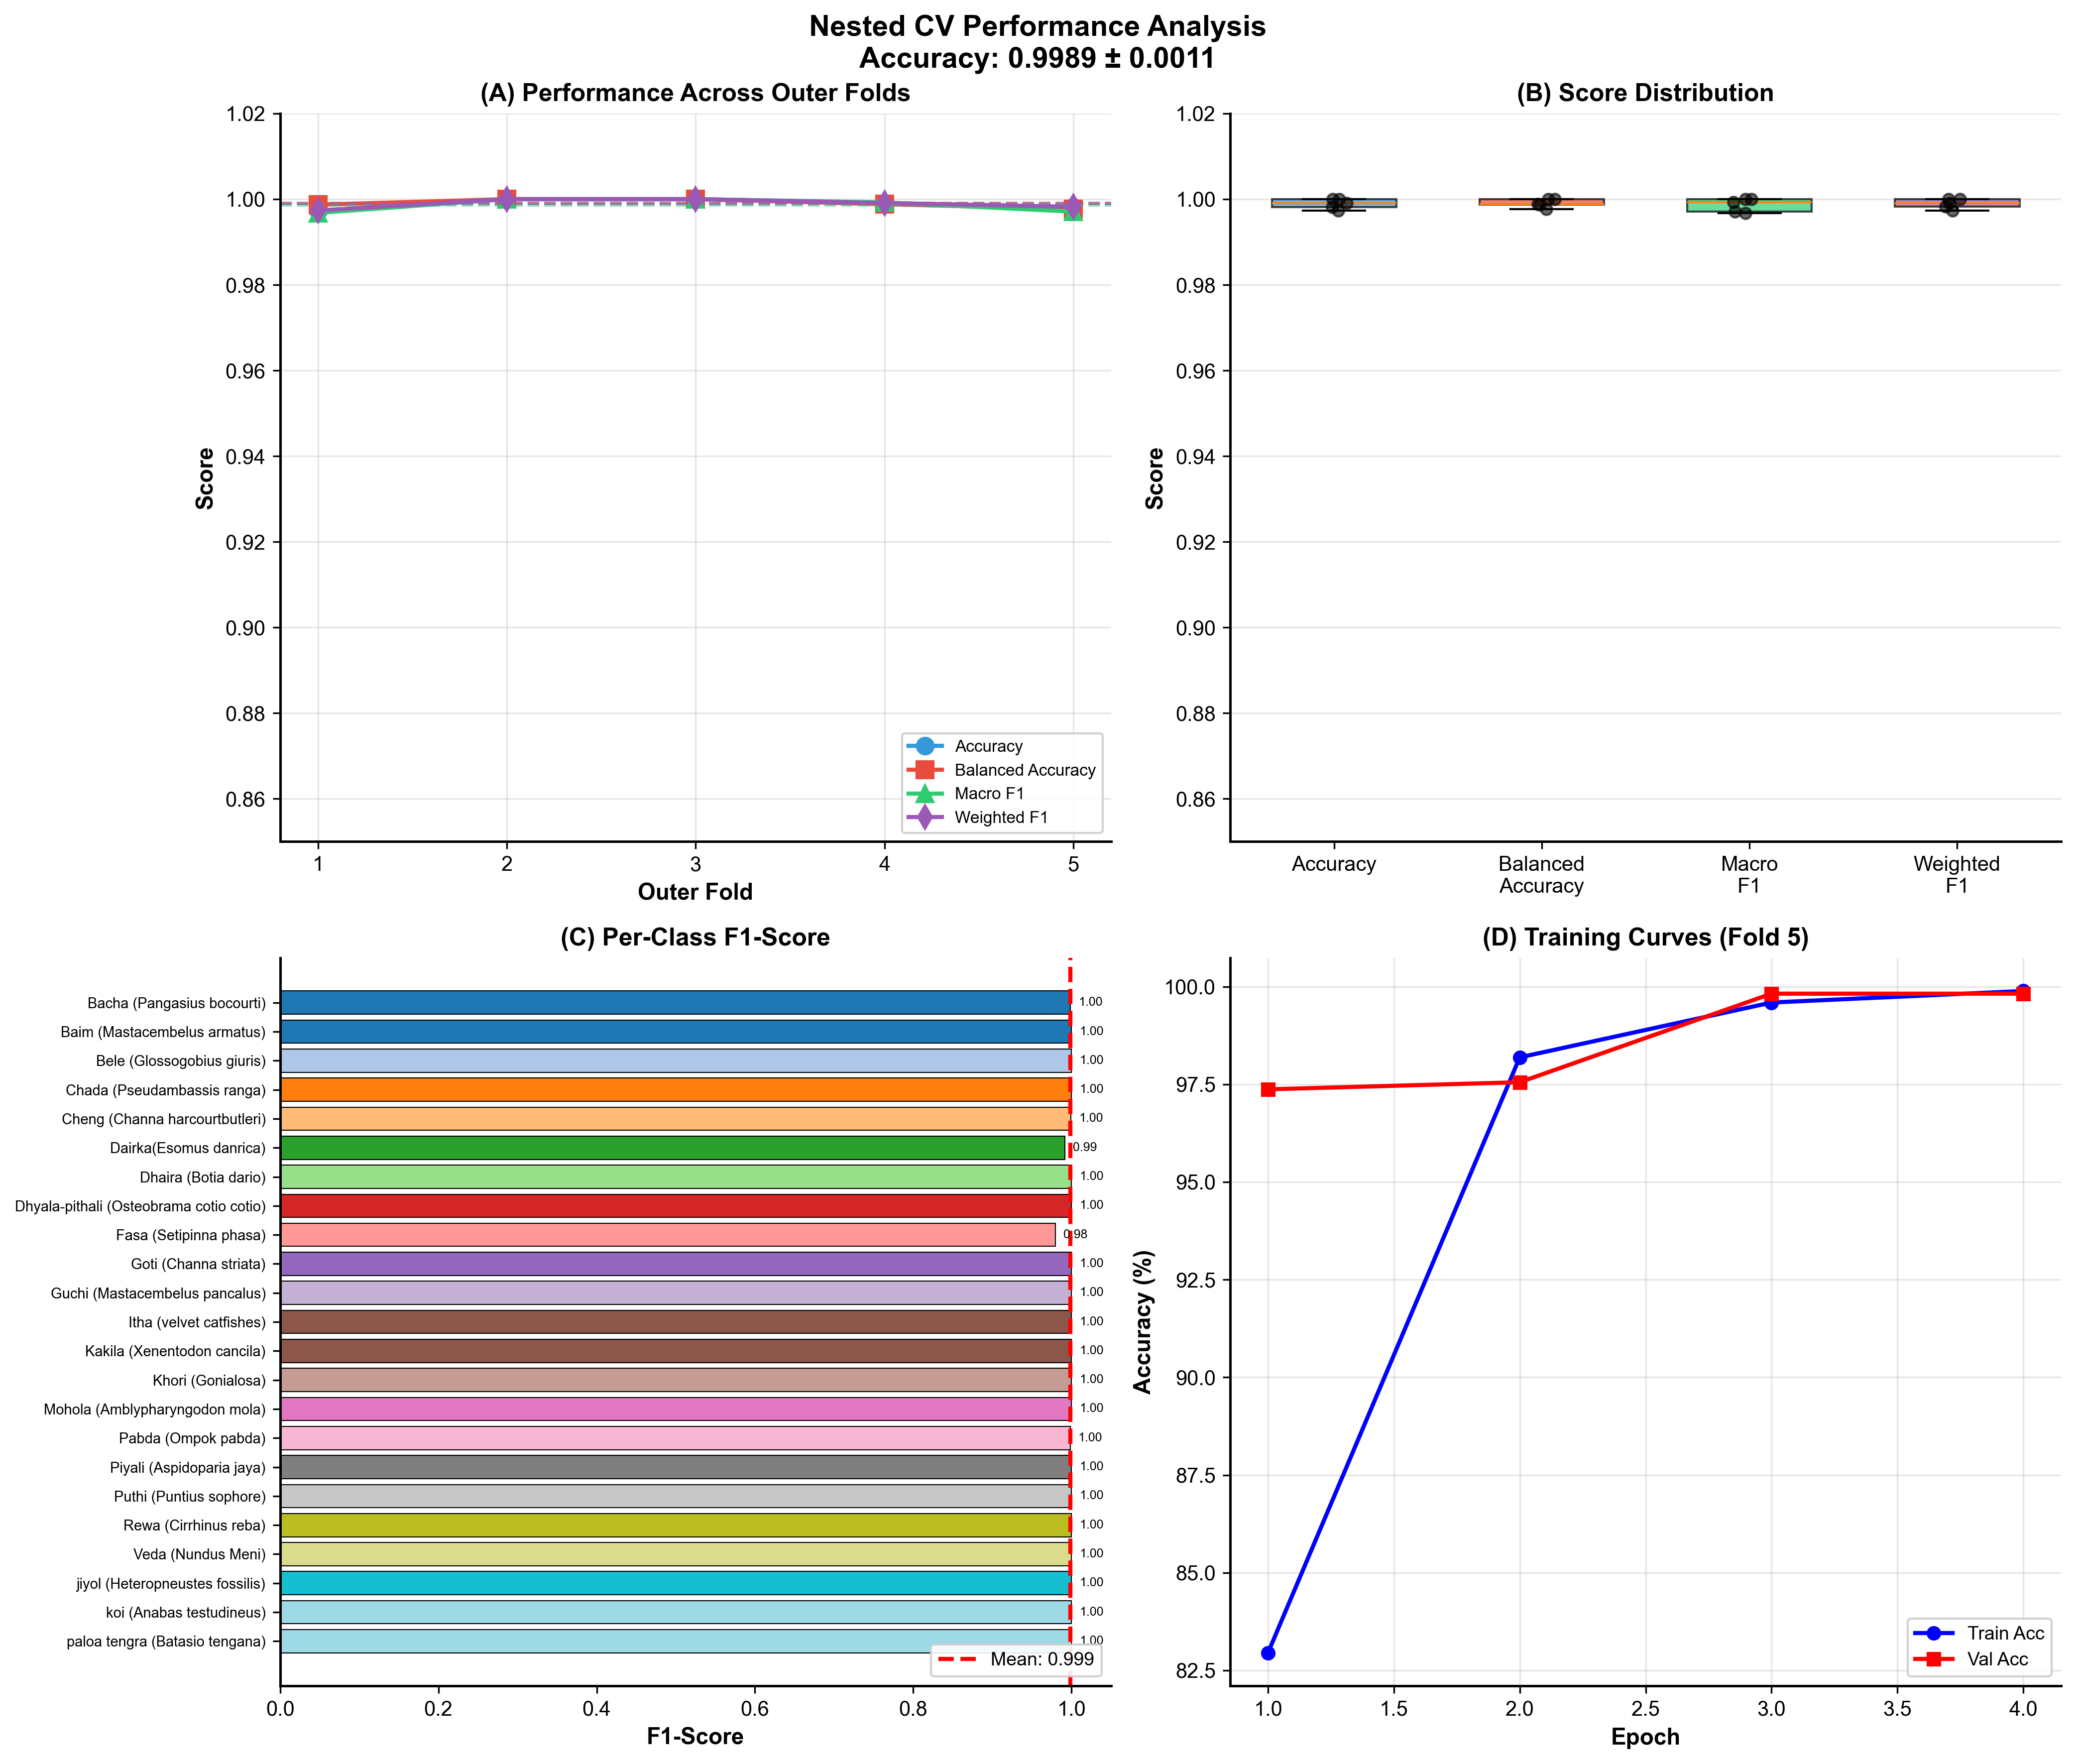 Nested CV Performance Analysis
Accuracy: 0.9989 ± 0.0011
(A) Performance Across Outer Folds
1.02
1.00
0.98
0.96
0.94
0.92
0.90
0.88
0.86
Score
1
2
3
4
5
Outer Fold
Accuracy
Balanced Accuracy
Macro F1
Weighted F1
(B) Score Distribution
1.02
1.00
0.98
0.96
0.94
0.92
0.90
0.88
0.86
Score
Accuracy
Balanced
Accuracy
Macro
F1
Weighted
F1
(C) Per-Class F1-Score
Bacha (Pangasius bocourti) 1.00
Baim (Mastacembelus armatus) 1.00
Bele (Glossogobius giuris) 1.00
Chada (Pseudambassis ranga) 1.00
Cheng (Channa harcourtbutleri) 1.00
Dairka(Esomus danrica) 0.99
Dhaira (Botia dario) 1.00
Dhyala-pithali (Osteobrama cotio cotio) 1.00
Fasa (Setipinna phasa) 0.98
Goti (Channa striata) 1.00
Guchi (Mastacembelus pancalus) 1.00
Itha (velvet catfishes) 1.00
Kakila (Xenentodon cancila) 1.00
Khori (Gonialosa) 1.00
Mohola (Amblypharyngodon mola) 1.00
Pabda (Ompok pabda) 1.00
Piyali (Aspidoparia jaya) 1.00
Puthi (Puntius sophore) 1.00
Rewa (Cirrhinus reba) 1.00
Veda (Nundus Meni) 1.00
jiyol (Heteropneustes fossilis) 1.00
koi (Anabas testudineus) 1.00
paloa tengra (Batasio tengana) 1.00
Mean: 0.999
0.0
0.2
0.4
0.6
0.8
1.0
F1-Score
(D) Training Curves (Fold 5)
100.0
97.5
95.0
92.5
90.0
87.5
85.0
82.5
Accuracy (%)
Train Acc
Val Acc
1.0
1.5
2.0
2.5
3.0
3.5
4.0
Epoch